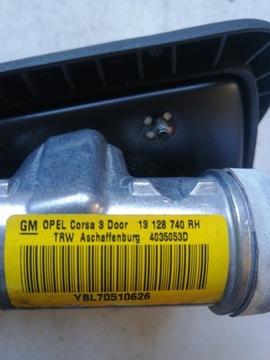 GM OPEL Corsa 3 Door 13 128 740 RH
TRW Aschaffenburg 4035053D
YBL70510626